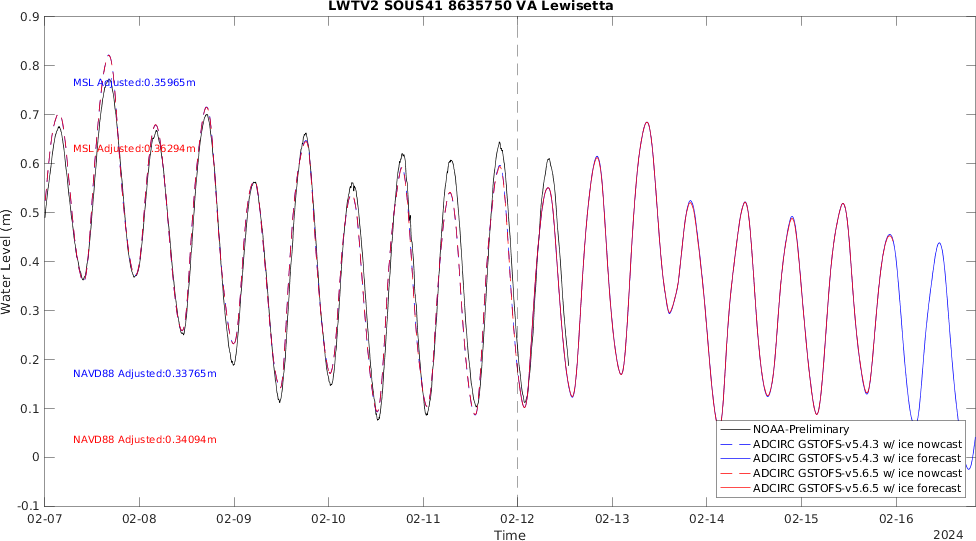 LWTV2 SOUS41 8635750 VA Lewisetta
0.9
0.8
0.7
0.6
0.5
0.4
0.3
0.2
0.1
0
-0.1
Water Level (m)
MSL Adjusted:0.35965m
MSL Adjusted:0.36294m
NAVD88 Adjusted:0.33765m
NAVD88 Adjusted:0.34094m
NOAA-Preliminary
ADCIRC GSTOFS-v5.4.3 w/ ice nowcast
ADCIRC GSTOFS-v5.4.3 w/ ice forecast
ADCIRC GSTOFS-v5.6.5 w/ ice nowcast
ADCIRC GSTOFS-v5.6.5 w/ ice forecast
02-07 02-08 02-09 02-10 02-11 02-12 02-13 02-14 02-15 02-16
Time
2024